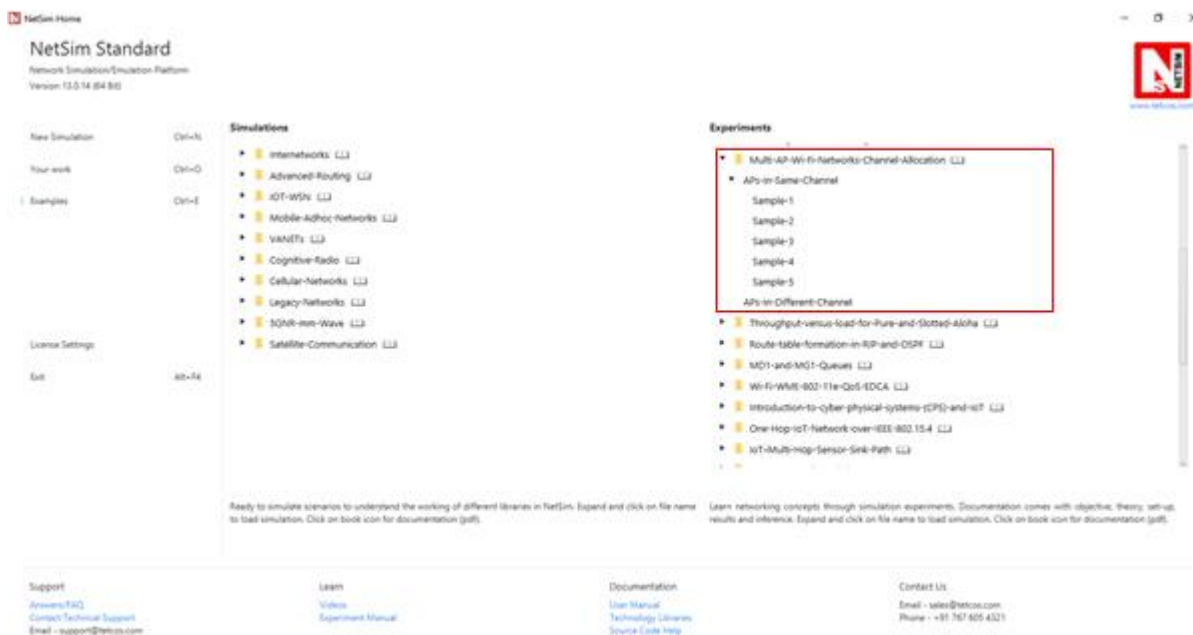 NetSim Home
NetSim Standard
Network Simulation/Emulation Platform
Version 13.0.14 (64 Bit)
N
NETSIM
www.tetcos.com
New Simulation Ctrl+N
Your work Ctrl+O
Examples Ctrl+E
License Settings
Exit Alt+F4
Simulations
Internetworks
Advanced-Routing
IOT-WSN
Mobile-Adhoc-Networks
VANETs
Cognitive-Radio
Cellular-Networks
Legacy-Networks
5GNR-mm-Wave
Satellite-Communication
Ready to simulate scenarios to understand the working of different libraries in NetSim. Expand and click on file name
to load simulation. Click on book icon for documentation (pdf).
Experiments
Multi-AP-Wi-Fi-Networks-Channel-Allocation
APs-in-Same-Channel
Sample-1
Sample-2
Sample-3
Sample-4
Sample-5
APs-in-Different-Channel
Throughput-versus-load-for-Pure-and-Slotted-Aloha
Route-table-formation-in-RIP-and-OSPF
MD1-and-MG1-Queues
Wi-Fi-WME-802-11e-QoS-EDCA
Introduction-to-cyber-physical-systems-(CPS)-and-IoT
One-Hop-IoT-Network-over-IEEE-802.15.4
IoT-Multi-Hop-Sensor-Sink-Path
Learn networking concepts through simulation experiments. Documentation comes with objective, theory, set-up,
results and inference. Expand and click on file name to load simulation. Click on book icon for documentation (pdf).
Support
Answers/FAQ
Contact Technical Support
Email - support@tetcos.com
Learn
Videos
Experiment Manual
Documentation
User Manual
Technology Libraries
Source Code Help
Contact Us
Email - sales@tetcos.com
Phone - +91 767 605 4321